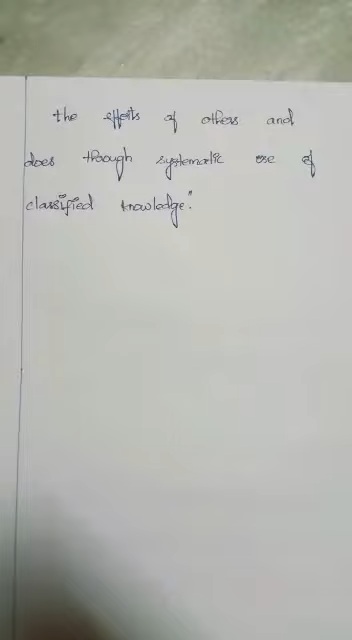 the efforts of others and
does through systematic use of
classified knowledge."